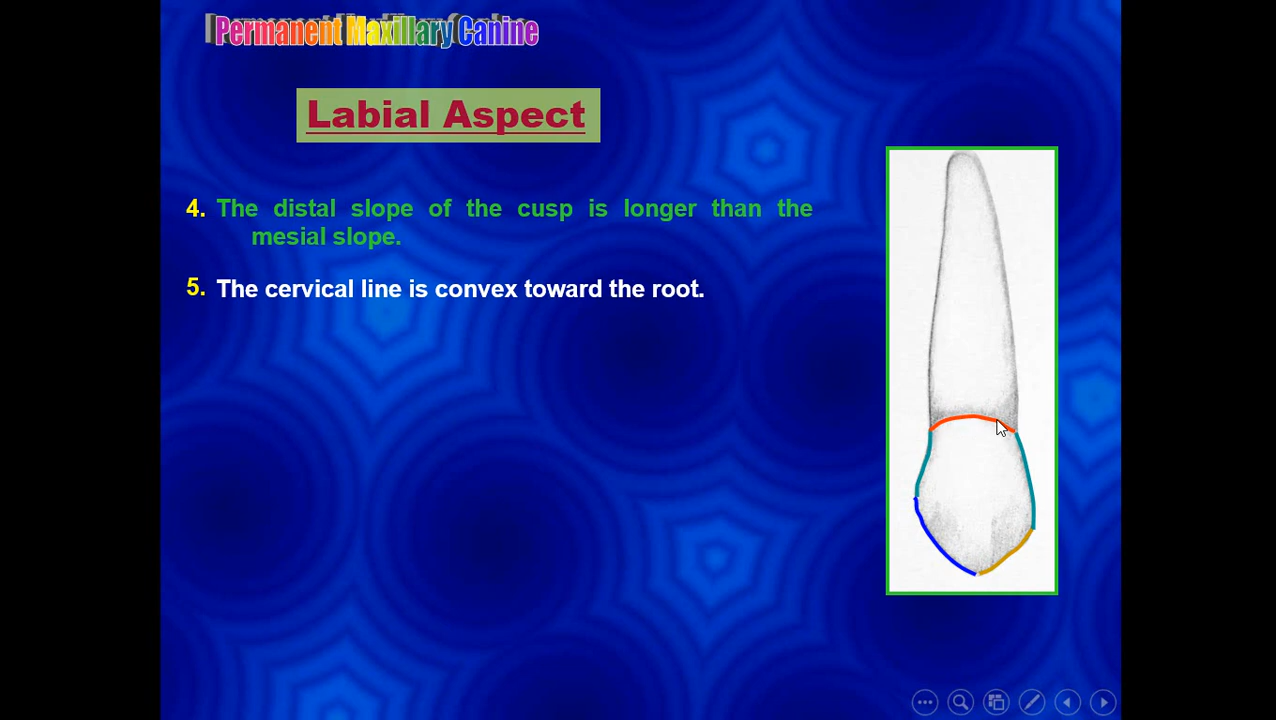 Permanent Maxillary Canine
Labial Aspect
4. The distal slope of the cusp is longer than the
mesial slope.
5. The cervical line is convex toward the root.